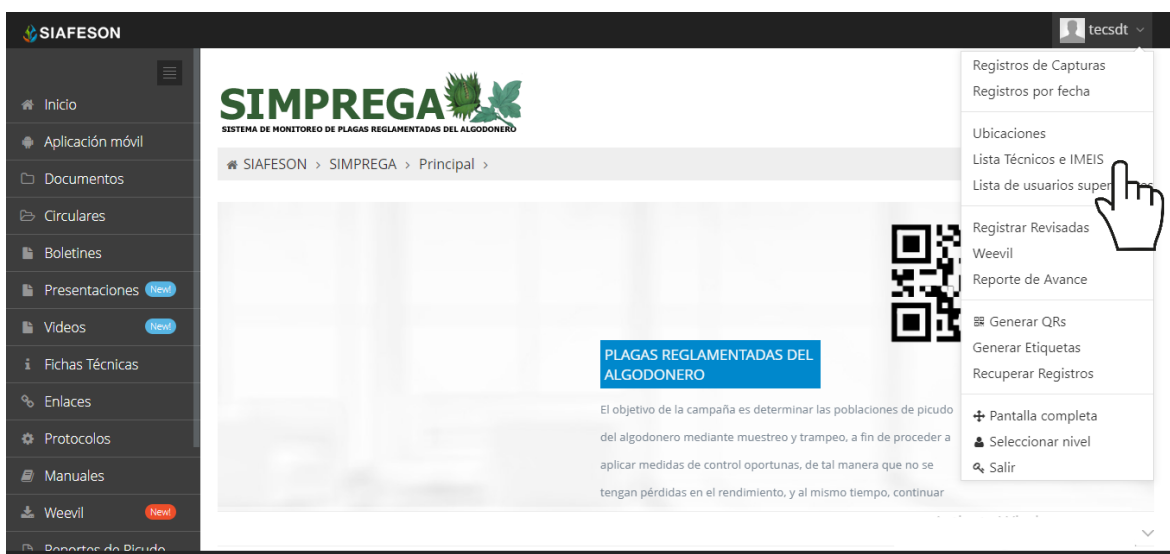 SIAFESON
tecsdt
Inicio
Aplicación móvil
Documentos
Circulares
Boletines
Presentaciones New!
Videos New!
Fichas Técnicas
Enlaces
Protocolos
Manuales
Weevil New!
Reportes de Picudo
SIMPREGA
SISTEMA DE MONITOREO DE PLAGAS REGLAMENTADAS DEL ALGODONERO
SIAFESON > SIMPREGA > Principal >
PLAGAS REGLAMENTADAS DEL
ALGODONERO
El objetivo de la campaña es determinar las poblaciones de picudo
del algodonero mediante muestreo y trampeo, a fin de proceder a
aplicar medidas de control oportunas, de tal manera que no se
tengan pérdidas en el rendimiento, y al mismo tiempo, continuar
Registros de Capturas
Registros por fecha
Ubicaciones
Lista Técnicos e IMEIS
Lista de usuarios
Registrar Revisadas
Weevil
Reporte de Avance
Generar QRs
Generar Etiquetas
Recuperar Registros
Pantalla completa
Seleccionar nivel
Salir